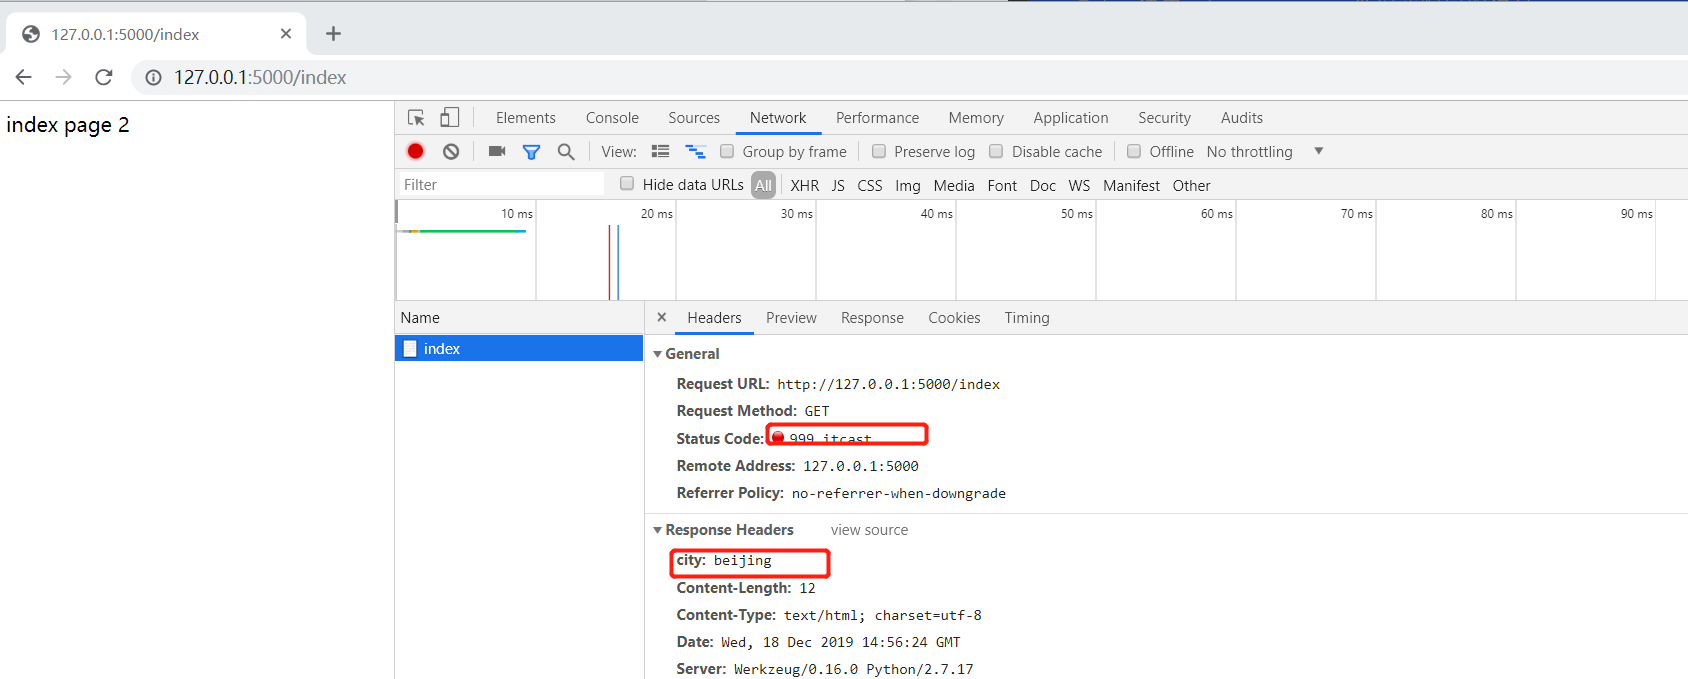 127.0.0.1:5000/index
127.0.0.1:5000/index
index page 2
Elements Console Sources Network Performance Memory Application Security Audits
View: Group by frame Preserve log Disable cache Offline No throttling
Filter Hide data URLs All XHR JS CSS Img Media Font Doc WS Manifest Other
10 ms 20 ms 30 ms 40 ms 50 ms 60 ms 70 ms 80 ms 90 ms
Name
index
Headers Preview Response Cookies Timing
General
Request URL: http://127.0.0.1:5000/index
Request Method: GET
Status Code: 999 itcast
Remote Address: 127.0.0.1:5000
Referrer Policy: no-referrer-when-downgrade
Response Headers view source
city: beijing
Content-Length: 12
Content-Type: text/html; charset=utf-8
Date: Wed, 18 Dec 2019 14:56:24 GMT
Server: Werkzeug/0.16.0 Python/2.7.17